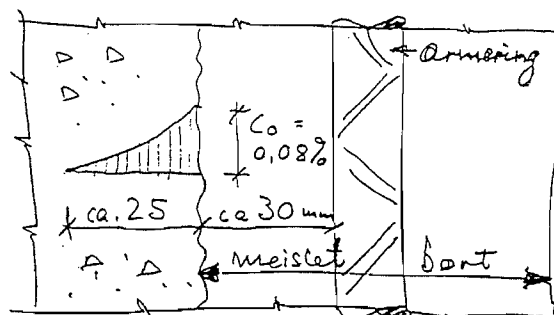 armering
C₀ =
0,08%
ca. 25
ca 30 mm
meislet bort